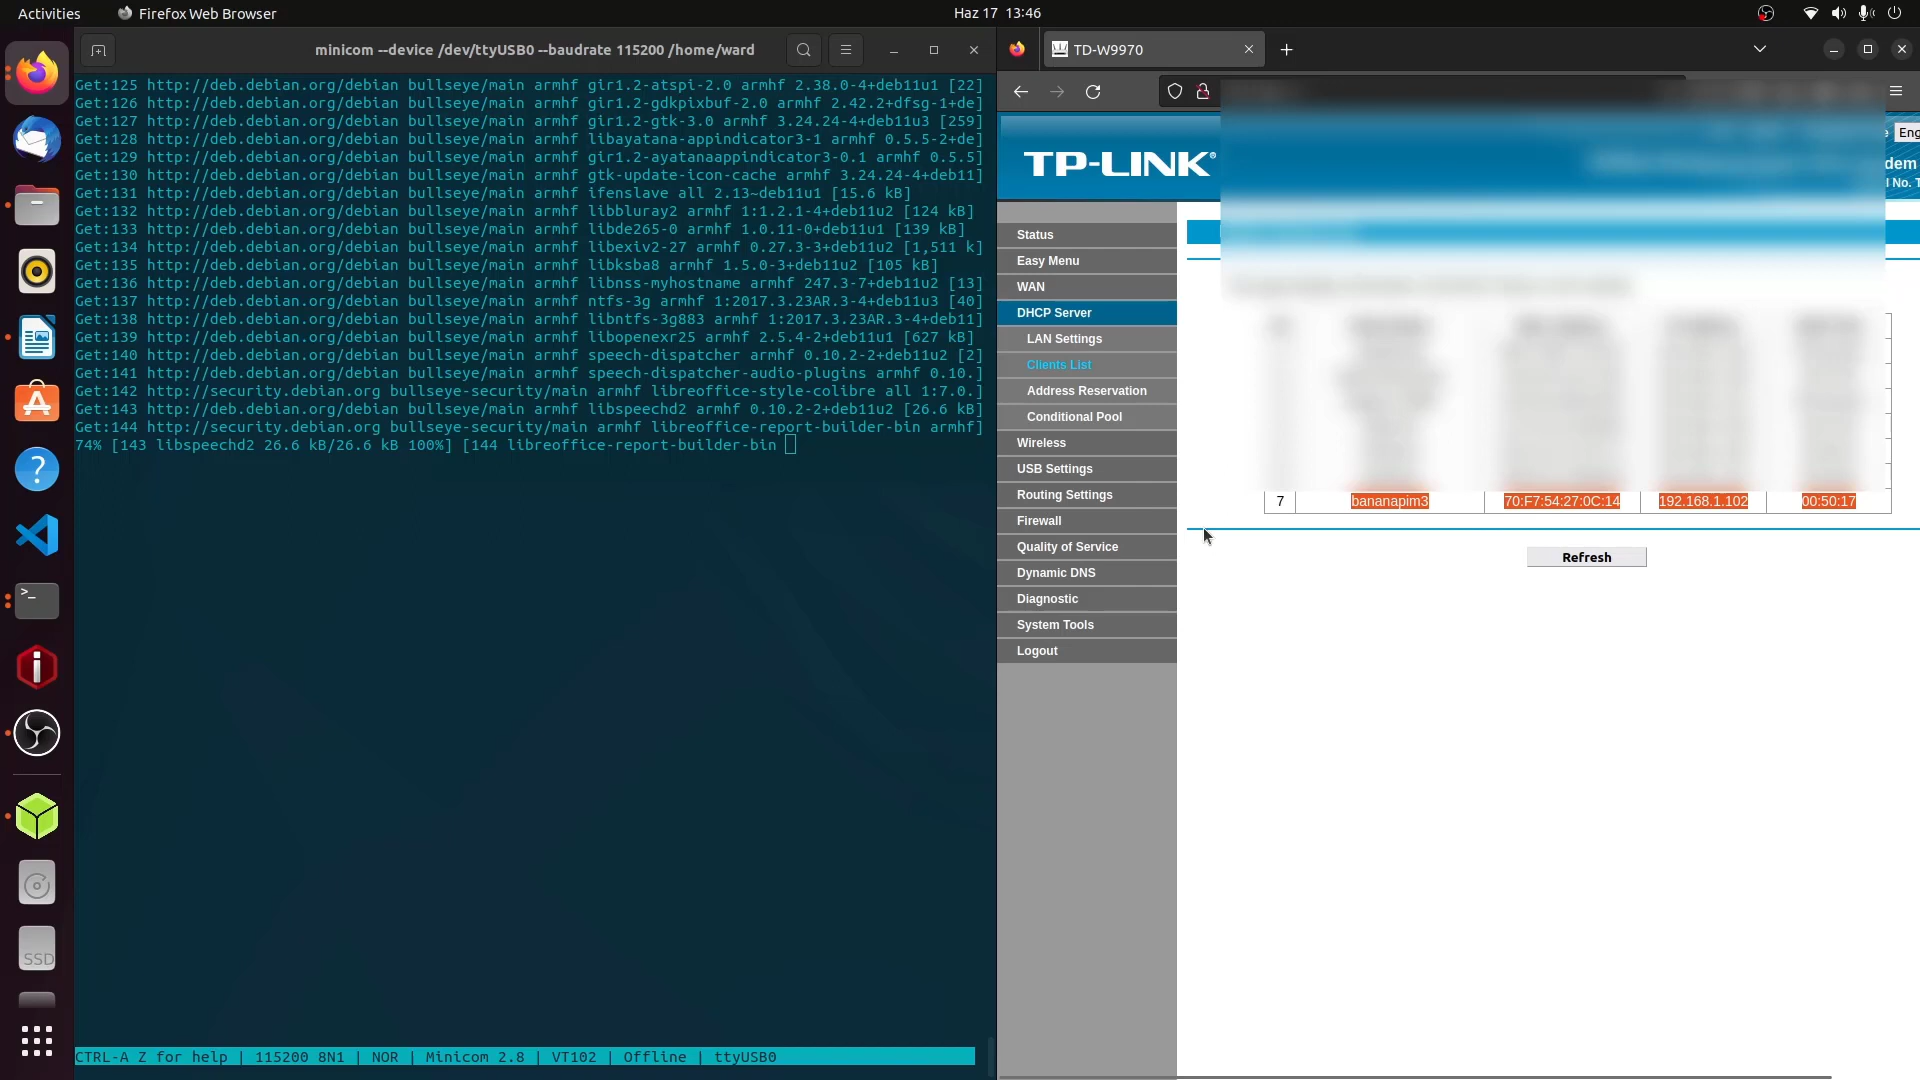 Activities
Firefox Web Browser
Haz 17 13:46
minicom --device /dev/ttyUSB0 --baudrate 115200 /home/ward
Get:125 http://deb.debian.org/debian bullseye/main armhf gir1.2-atspi-2.0 armhf 2.38.0-4+deb11u1 [22]
Get:126 http://deb.debian.org/debian bullseye/main armhf gir1.2-gdkpixbuf-2.0 armhf 2.42.2+dfsg-1+de]
Get:127 http://deb.debian.org/debian bullseye/main armhf gir1.2-gtk-3.0 armhf 3.24.24-4+deb11u3 [259]
Get:128 http://deb.debian.org/debian bullseye/main armhf libayatana-appindicator3-1 armhf 0.5.5-2+de]
Get:129 http://deb.debian.org/debian bullseye/main armhf gir1.2-ayatanaappindicator3-0.1 armhf 0.5.5]
Get:130 http://deb.debian.org/debian bullseye/main armhf gtk-update-icon-cache armhf 3.24.24-4+deb11]
Get:131 http://deb.debian.org/debian bullseye/main armhf ifenslave all 2.13~deb11u1 [15.6 kB]
Get:132 http://deb.debian.org/debian bullseye/main armhf libbluray2 armhf 1:1.2.1-4+deb11u2 [124 kB]
Get:133 http://deb.debian.org/debian bullseye/main armhf libde265-0 armhf 1.0.11-0+deb11u1 [139 kB]
Get:134 http://deb.debian.org/debian bullseye/main armhf libexiv2-27 armhf 0.27.3-3+deb11u2 [1,511 k]
Get:135 http://deb.debian.org/debian bullseye/main armhf libksba8 armhf 1.5.0-3+deb11u2 [105 kB]
Get:136 http://deb.debian.org/debian bullseye/main armhf libnss-myhostname armhf 247.3-7+deb11u2 [13]
Get:137 http://deb.debian.org/debian bullseye/main armhf ntfs-3g armhf 1:2017.3.23AR.3-4+deb11u3 [40]
Get:138 http://deb.debian.org/debian bullseye/main armhf libntfs-3g883 armhf 1:2017.3.23AR.3-4+deb11]
Get:139 http://deb.debian.org/debian bullseye/main armhf libopenexr25 armhf 2.5.4-2+deb11u1 [627 kB]
Get:140 http://deb.debian.org/debian bullseye/main armhf speech-dispatcher armhf 0.10.2-2+deb11u2 [2]
Get:141 http://deb.debian.org/debian bullseye/main armhf speech-dispatcher-audio-plugins armhf 0.10.]
Get:142 http://security.debian.org bullseye-security/main armhf libreoffice-style-colibre all 1:7.0.]
Get:143 http://deb.debian.org/debian bullseye/main armhf libspeechd2 armhf 0.10.2-2+deb11u2 [26.6 kB]
Get:144 http://security.debian.org bullseye-security/main armhf libreoffice-report-builder-bin armhf]
74% [143 libspeechd2 26.6 kB/26.6 kB 100%] [144 libreoffice-report-builder-bin
CTRL-A Z for help | 115200 8N1 | NOR | Minicom 2.8 | VT102 | Offline | ttyUSB0
SSD
TD-W9970
TP-LINK®
e Eng
dem
l No. T
Status
Easy Menu
WAN
DHCP Server
LAN Settings
Clients List
Address Reservation
Conditional Pool
Wireless
USB Settings
Routing Settings
Firewall
Quality of Service
Dynamic DNS
Diagnostic
System Tools
Logout
7 bananapim3 70:F7:54:27:0C:14 192.168.1.102 00:50:17
Refresh